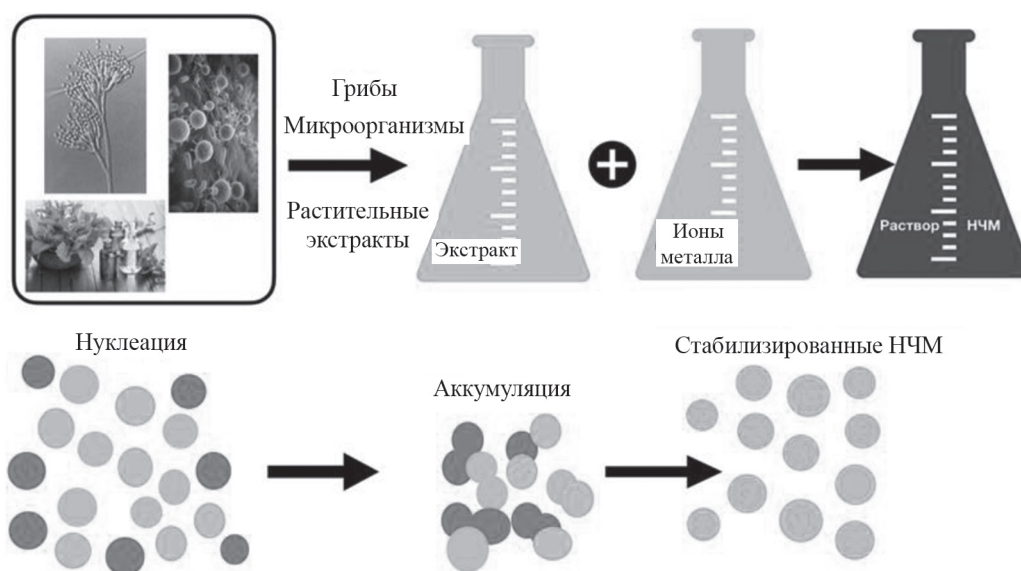 Грибы
Микроорганизмы
Растительные
экстракты
Экстракт
Ионы
металла
Раствор НЧМ
Нуклеация
Аккумуляция
Стабилизированные НЧМ